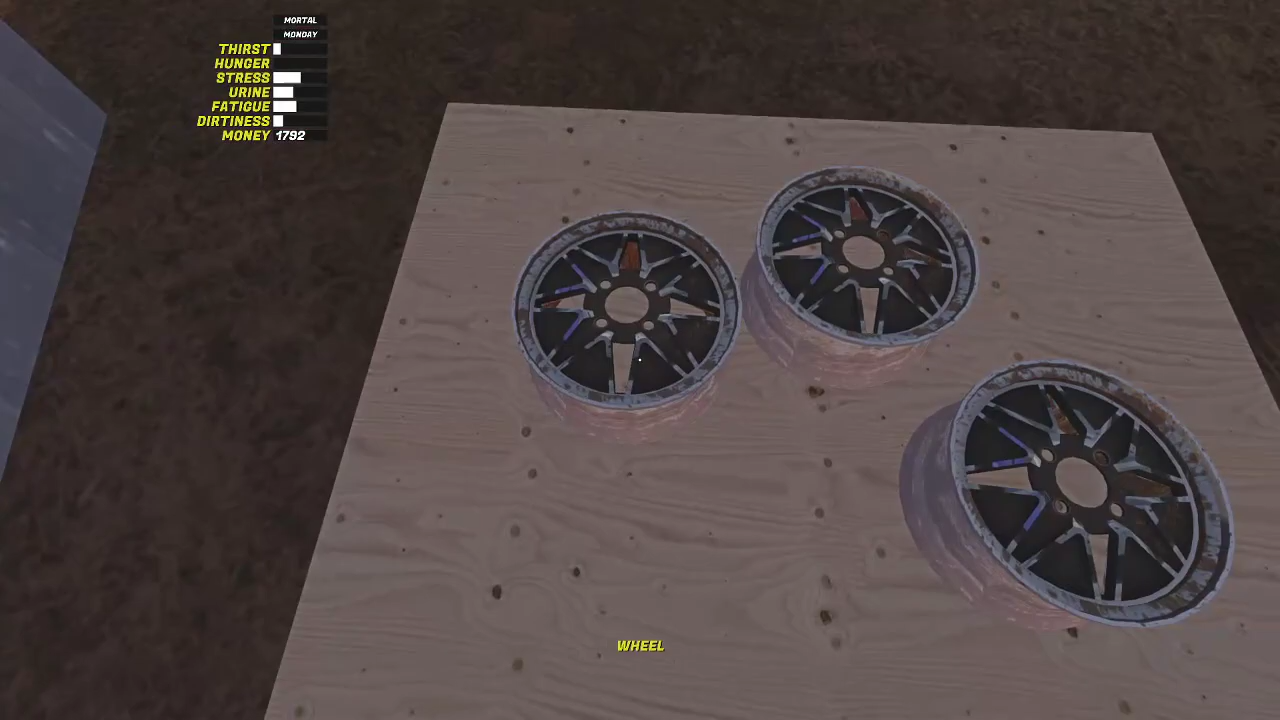 MORTAL
MONDAY
THIRST
HUNGER
STRESS
URINE
FATIGUE
DIRTINESS
MONEY 1792
WHEEL